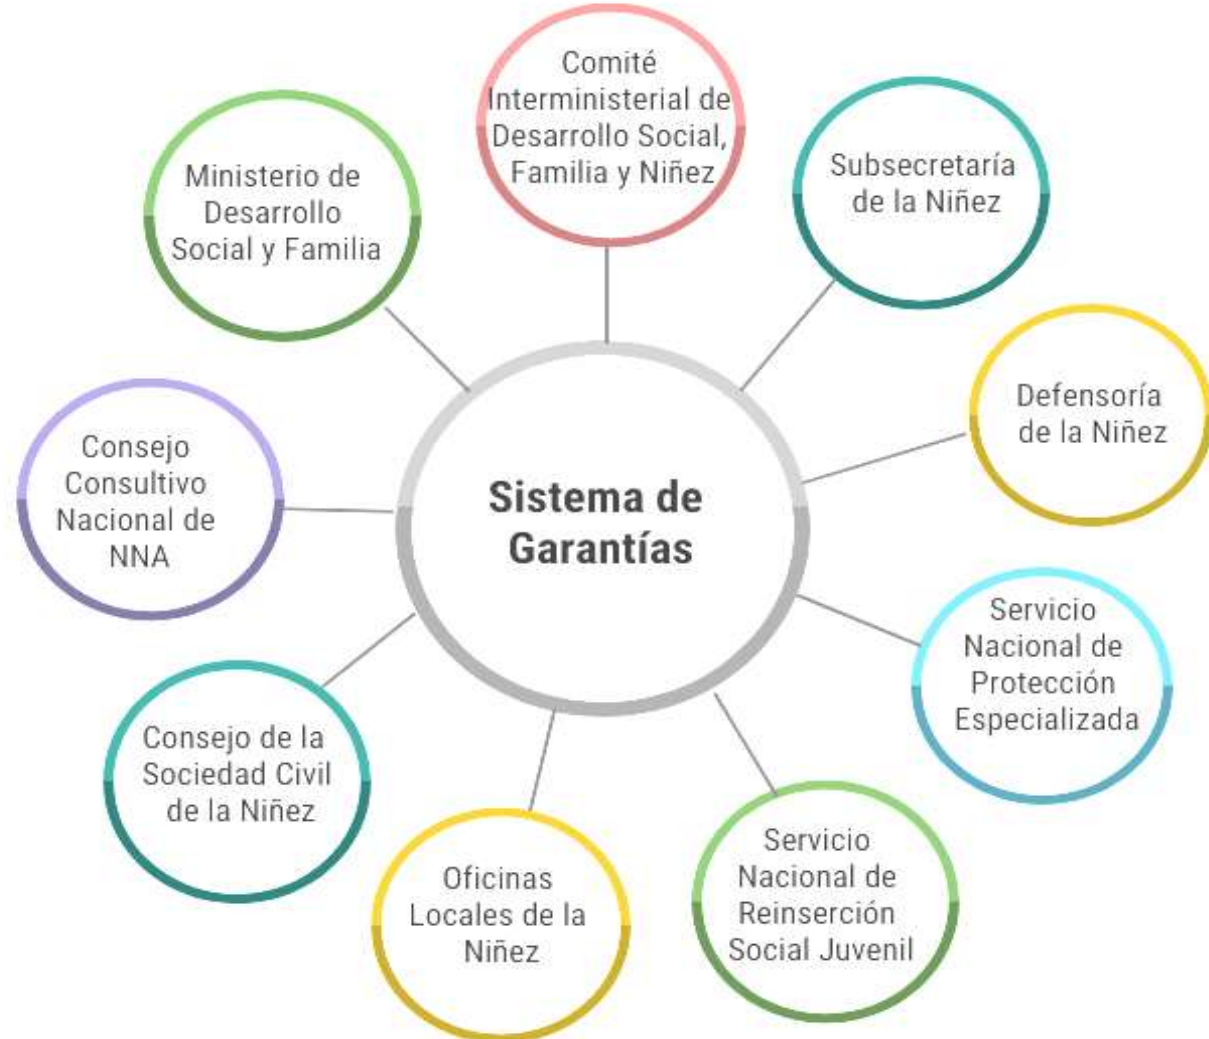 Comité
Interministerial de
Desarrollo Social,
Familia y Niñez
Subsecretaría
de la Niñez
Defensoría
de la Niñez
Servicio
Nacional de
Protección
Especializada
Servicio
Nacional de
Reinserción
Social Juvenil
Oficinas
Locales de la
Niñez
Consejo de la
Sociedad Civil
de la Niñez
Consejo
Consultivo
Nacional de
NNA
Ministerio de
Desarrollo
Social y Familia
Sistema de
Garantías